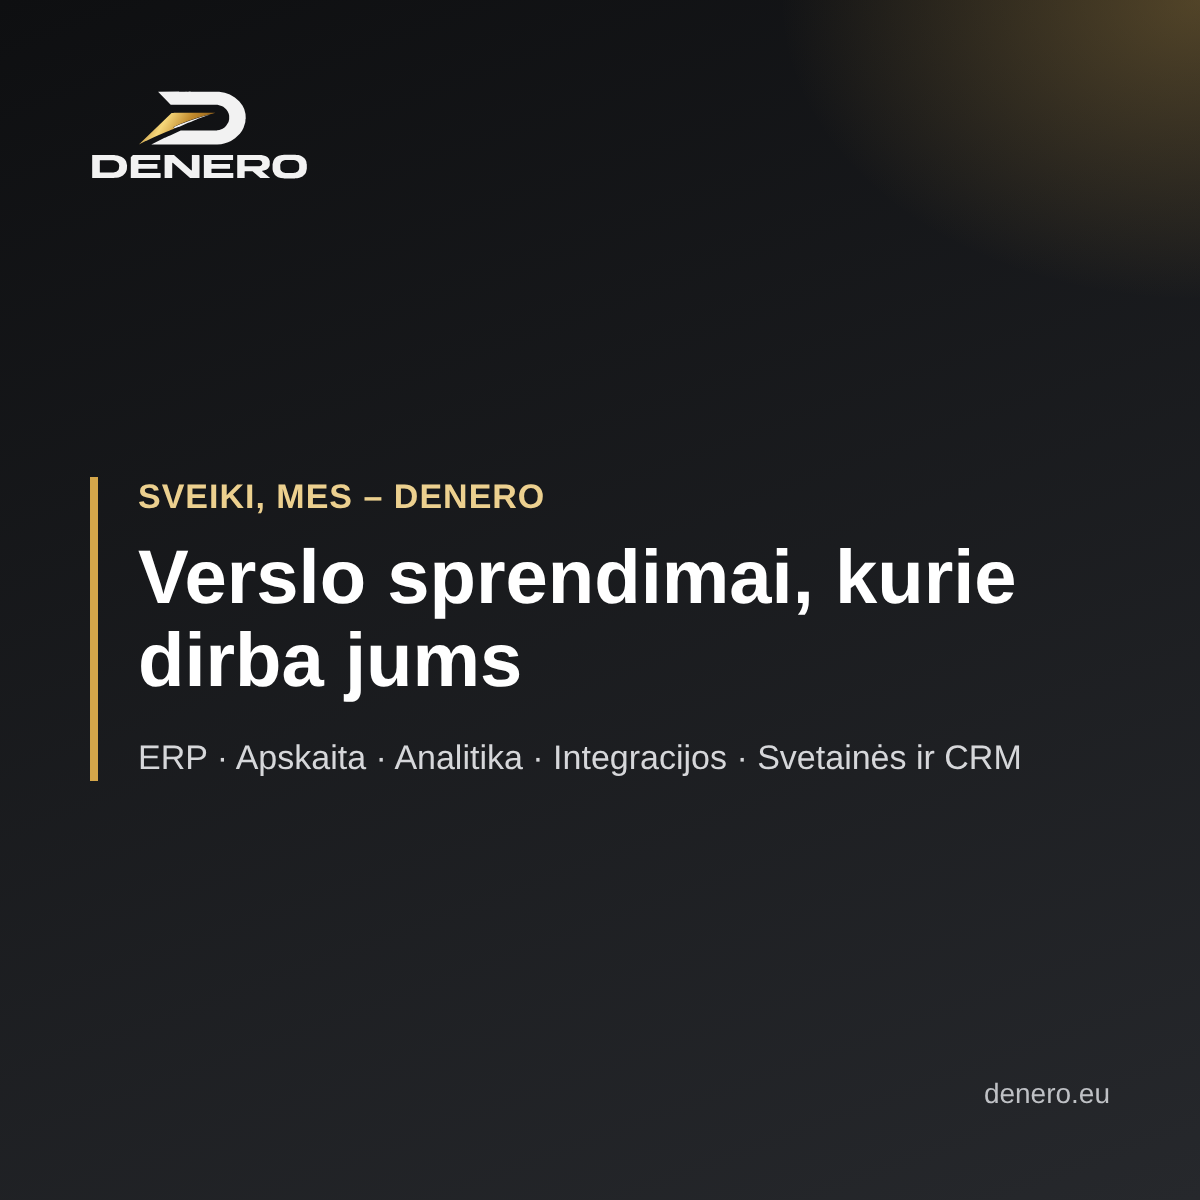 DENERO
SVEIKI, MES – DENERO
Verslo sprendimai, kurie
dirba jums
ERP · Apskaita · Analitika · Integracijos · Svetainės ir CRM
denero.eu